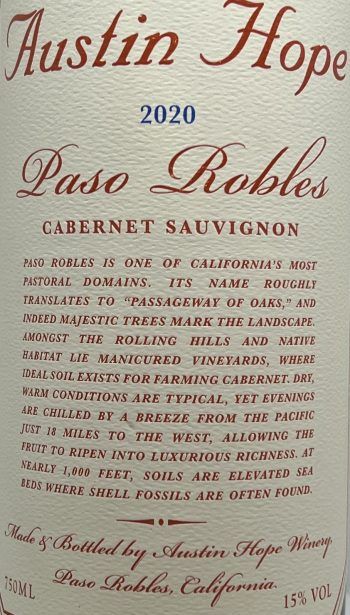 Austin Hope
2020
Paso Robles
CABERNET SAUVIGNON
PASO ROBLES IS ONE OF CALIFORNIA'S MOST
PASTORAL DOMAINS. ITS NAME ROUGHLY
TRANSLATES TO "PASSAGEWAY OF OAKS," AND
INDEED MAJESTIC TREES MARK THE LANDSCAPE.
AMONGST THE ROLLING HILLS AND NATIVE
HABITAT LIE MANICURED VINEYARDS, WHERE
IDEAL SOIL EXISTS FOR FARMING CABERNET. DRY,
WARM CONDITIONS ARE TYPICAL, YET EVENINGS
ARE CHILLED BY A BREEZE FROM THE PACIFIC
JUST 18 MILES TO THE WEST, ALLOWING THE
FRUIT TO RIPEN INTO LUXURIOUS RICHNESS. AT
NEARLY 1,000 FEET, SOILS ARE ELEVATED SEA
BEDS WHERE SHELL FOSSILS ARE OFTEN FOUND.
Made & Bottled by Austin Hope Winery,
Paso Robles, California.
750ML
15% VOL